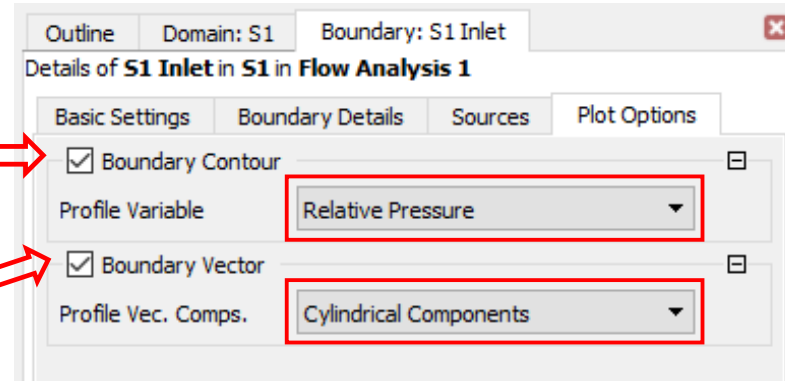 Outline Domain: S1 Boundary: S1 Inlet
Details of S1 Inlet in S1 in Flow Analysis 1
Basic Settings Boundary Details Sources Plot Options
Boundary Contour
Profile Variable Relative Pressure
Boundary Vector
Profile Vec. Comps. Cylindrical Components